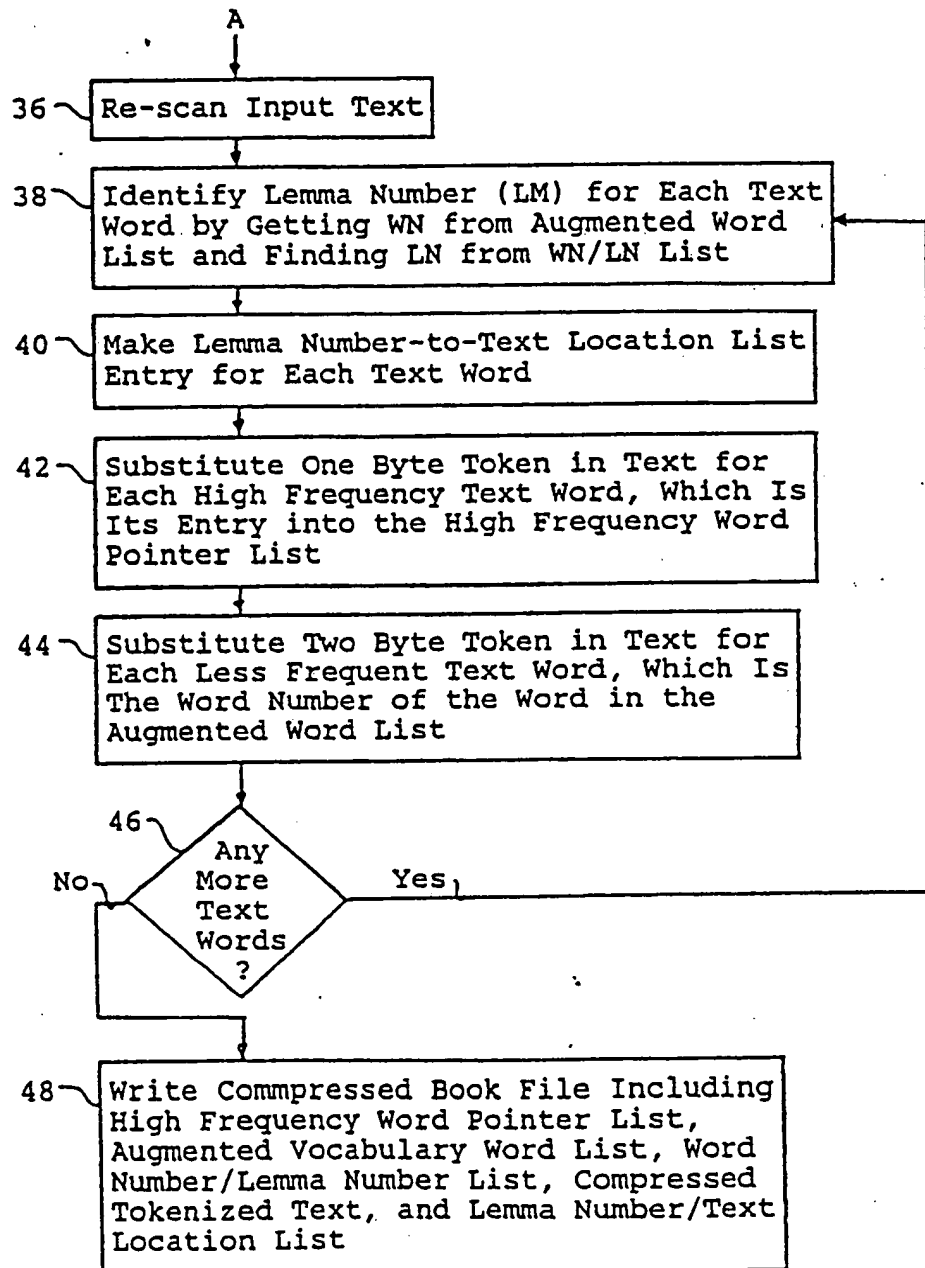 A
36
Re-scan Input Text
38
Identify Lemma Number (LM) for Each Text
Word by Getting WN from Augmented Word
List and Finding LN from WN/LN List
40
Make Lemma Number-to-Text Location List
Entry for Each Text Word
42
Substitute One Byte Token in Text for
Each High Frequency Text Word, Which Is
Its Entry into the High Frequency Word
Pointer List
44
Substitute Two Byte Token in Text for
Each Less Frequent Text Word, Which Is
The Word Number of the Word in the
Augmented Word List
46
Any
More
Text
Words
?
No
Yes
48
Write Commpressed Book File Including
High Frequency Word Pointer List,
Augmented Vocabulary Word List, Word
Number/Lemma Number List, Compressed
Tokenized Text, and Lemma Number/Text
Location List